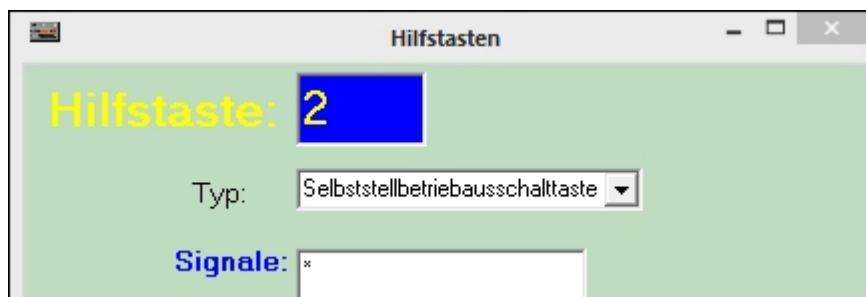 Hilfstasten
Hilfstaste: 2
Typ: Selbststellbetriebausschalttaste
Signale: *